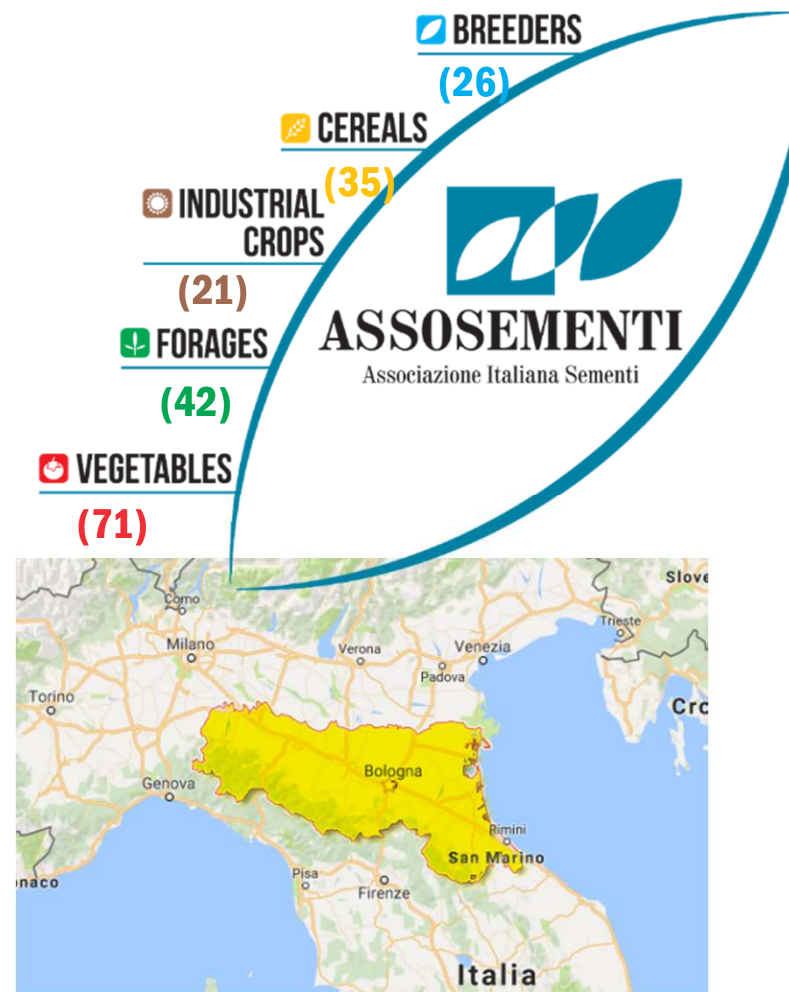 BREEDERS
(26)
CEREALS
(35)
INDUSTRIAL
CROPS
(21)
FORAGES
(42)
VEGETABLES
(71)
ASSOSEMENTI
Associazione Italiana Sementi
Como
Slove
Trieste
Milano
Verona
Venezia
Padova
Torino
Cro
Genova
Bologna
Rimini
San Marino
naco
Pisa
Firenze
Italia